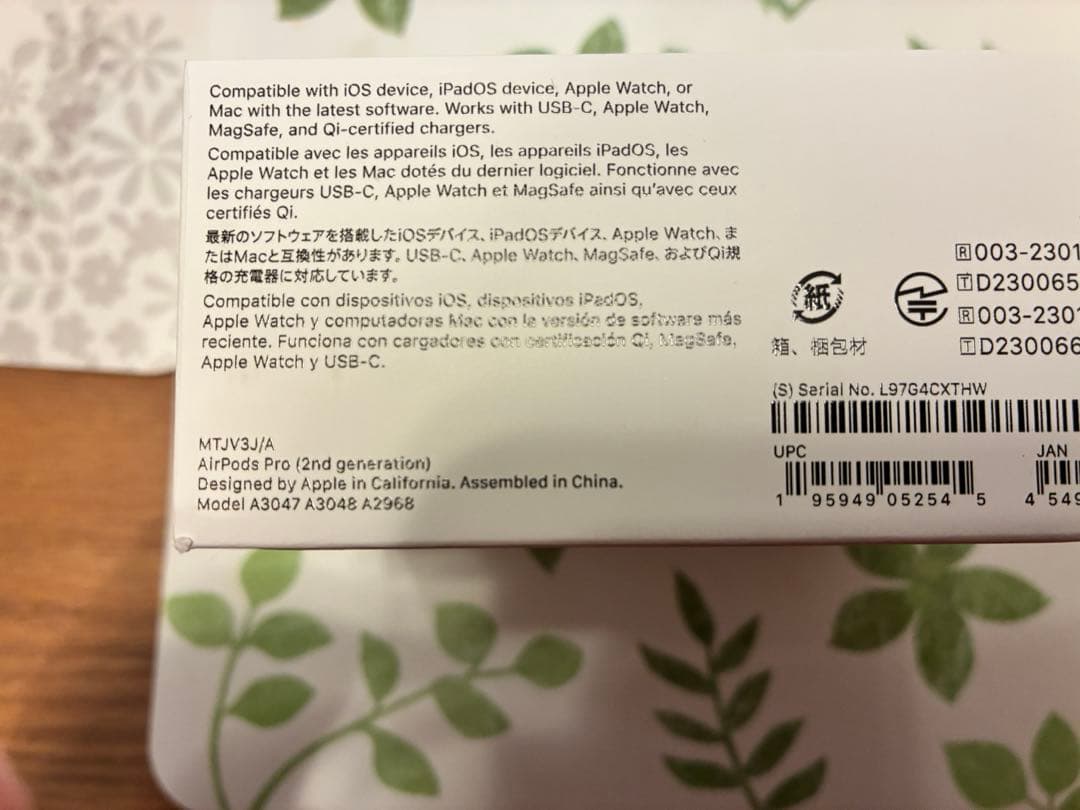 Compatible with iOS device, iPadOS device, Apple Watch, or
Mac with the latest software. Works with USB-C, Apple Watch,
MagSafe, and Qi-certified chargers.
Compatible avec les appareils iOS, les appareils iPadOS, les
Apple Watch et les Mac dotés du dernier logiciel. Fonctionne avec
les chargeurs USB-C, Apple Watch et MagSafe ainsi qu'avec ceux
certifiés Qi.
最新のソフトウェアを搭載したiOSデバイス、iPadOSデバイス、Apple Watch、ま
たはMacと互換性があります。USB-C、Apple Watch、MagSafe、およびQi規
格の充電器に対応しています。
Compatible con dispositivos iOS, dispositivos iPadOS,
Apple Watch y computadoras Mac con la versión de software más
reciente. Funciona con cargadores con certificación Qi, MagSafe,
Apple Watch y USB-C.
MTJV3J/A
AirPods Pro (2nd generation)
Designed by Apple in California. Assembled in China.
Model A3047 A3048 A2968
紙
箱、梱包材
R 003-2301
T D230065
R 003-2301
T D230066
(S) Serial No. L97G4CXTHW
UPC
1 95949 05254 5
JAN
4 549